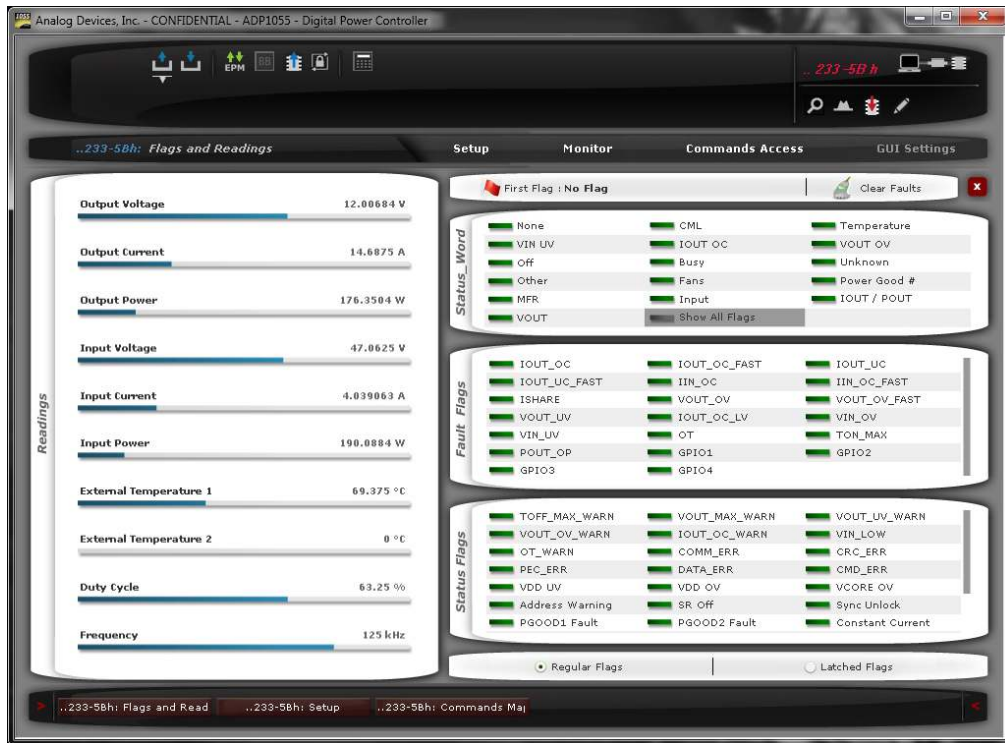 Analog Devices, Inc. - CONFIDENTIAL - ADP1055 - Digital Power Controller
EPM
..233-5B h
..233-5Bh: Flags and Readings
Setup
Monitor
Commands Access
GUI Settings
Readings
Output Voltage 12.00684 V
Output Current 14.6875 A
Output Power 176.3504 W
Input Voltage 47.0625 V
Input Current 4.039063 A
Input Power 190.0884 W
External Temperature 1 69.375 °C
External Temperature 2 0 °C
Duty Cycle 63.25 %
Frequency 125 kHz
First Flag : No Flag
Clear Faults
X
Status_Word
None CML Temperature
VIN UV IOUT OC VOUT OV
Off Busy Unknown
Other Fans Power Good #
MFR Input IOUT / POUT
VOUT Show All Flags
Fault Flags
IOUT_OC IOUT_OC_FAST IOUT_UC
IOUT_UC_FAST IIN_OC IIN_OC_FAST
ISHARE VOUT_OV VOUT_OV_FAST
VOUT_UV IOUT_OC_LV VIN_OV
VIN_UV OT TON_MAX
POUT_OP GPIO1 GPIO2
GPIO3 GPIO4
Status Flags
TOFF_MAX_WARN VOUT_MAX_WARN VOUT_UV_WARN
VOUT_OV_WARN IOUT_OC_WARN VIN_LOW
OT_WARN COMM_ERR CRC_ERR
PEC_ERR DATA_ERR CMD_ERR
VDD UV VDD OV VCORE OV
Address Warning SR Off Sync Unlock
PGOOD1 Fault PGOOD2 Fault Constant Current
Regular Flags
Latched Flags
> ..233-5Bh: Flags and Read ..233-5Bh: Setup ..233-5Bh: Commands Ma <